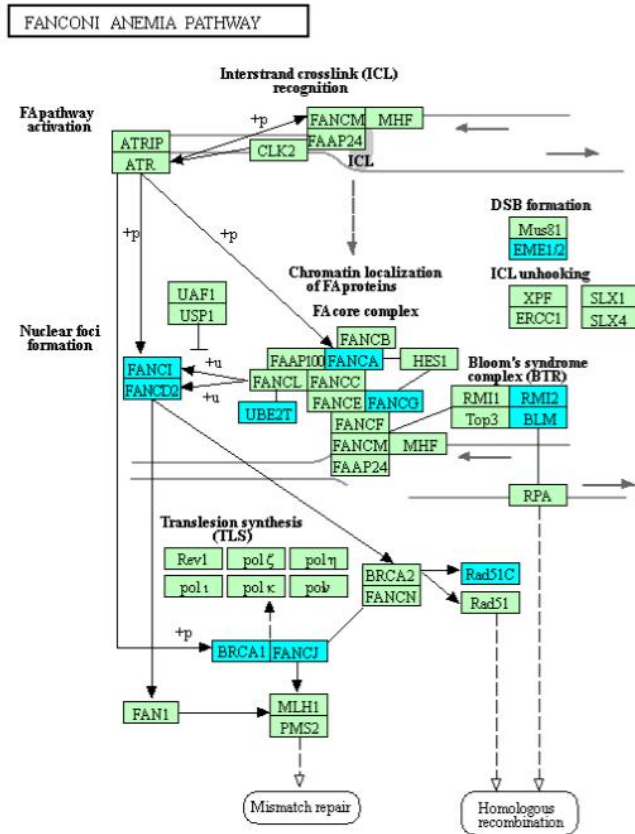 FANCONI ANEMIA PATHWAY
Interstrand crosslink (ICL)
recognition
FA pathway
activation
+p
FANCM
MHF
FAAP24
ATRIP
ATR
CLK2
ICL
DSB formation
Mus81
EME1/2
+p
+p
Chromatin localization
of FA proteins
ICL unhooking
XPF
SLX1
ERCC1
SLX4
UAF1
USP1
FA core complex
Nuclear foci
formation
FANCB
FAAP100
FANCA
HES1
FANCI
+u
FANCL
FANCC
Bloom's syndrome
complex (BTR)
FANCD2
+u
FANCE
FANCG
RMI1
RMI2
UBE2T
FANCF
Top3
BLM
FANCM
MHF
FAAP24
RPA
Translesion synthesis
(TLS)
Rev1
pol ζ
pol η
BRCA2
Rad51C
pol ι
pol κ
polν
FANCN
Rad51
+p
BRCA1
FANCJ
FAN1
MLH1
PMS2
Mismatch repair
Homologous
recombination